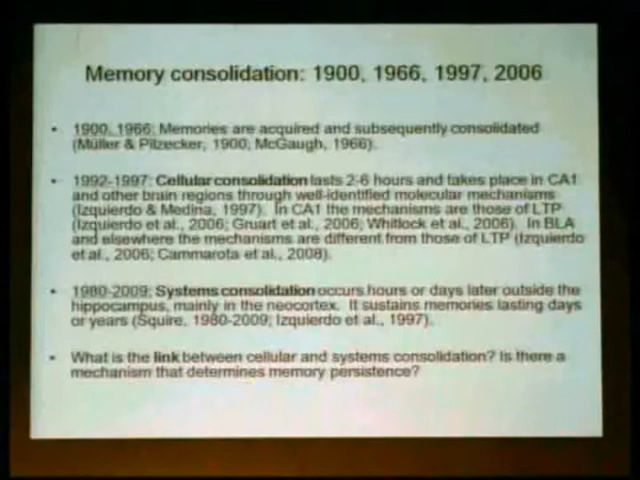 Memory consolidation: 1900, 1966, 1997, 2006
• 1900, 1966: Memories are acquired and subsequently consolidated
(Müller & Pilzecker, 1900; McGaugh, 1966).
• 1992-1997: Cellular consolidation lasts 2-6 hours and takes place in CA1
and other brain regions through well-identified molecular mechanisms
(Izquierdo & Medina, 1997). In CA1 the mechanisms are those of LTP
(Izquierdo et al., 2006; Gruart et al., 2006; Whitlock et al., 2006). In BLA
and elsewhere the mechanisms are different from those of LTP (Izquierdo
et al., 2006; Cammarota et al., 2008).
• 1980-2009: Systems consolidation occurs hours or days later outside the
hippocampus, mainly in the neocortex. It sustains memories lasting days
or years (Squire, 1980-2009; Izquierdo et al., 1997).
• What is the link between cellular and systems consolidation? Is there a
mechanism that determines memory persistence?